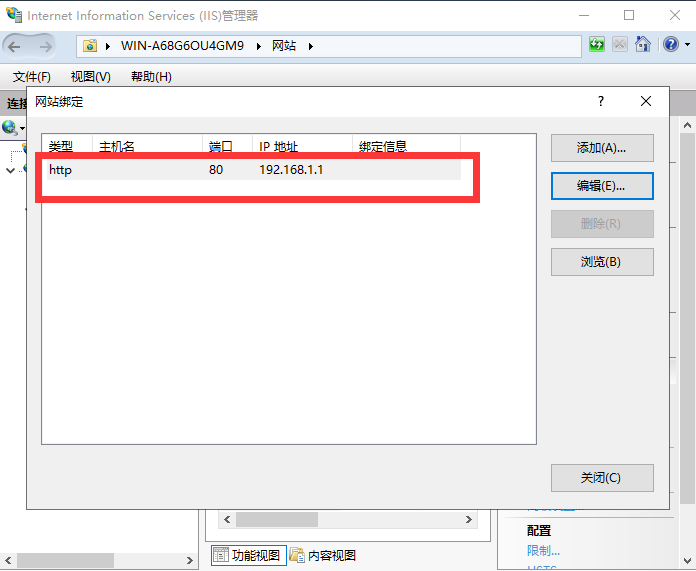 Internet Information Services (IIS)管理器
WIN-A68G6OU4GM9 网站
文件(F) 视图(V) 帮助(H)
连接
网站绑定
?
类型 主机名 端口 IP 地址 绑定信息
http 80 192.168.1.1
添加(A)...
编辑(E)...
删除(R)
浏览(B)
关闭(C)
配置
限制...
HSTS
功能视图 内容视图